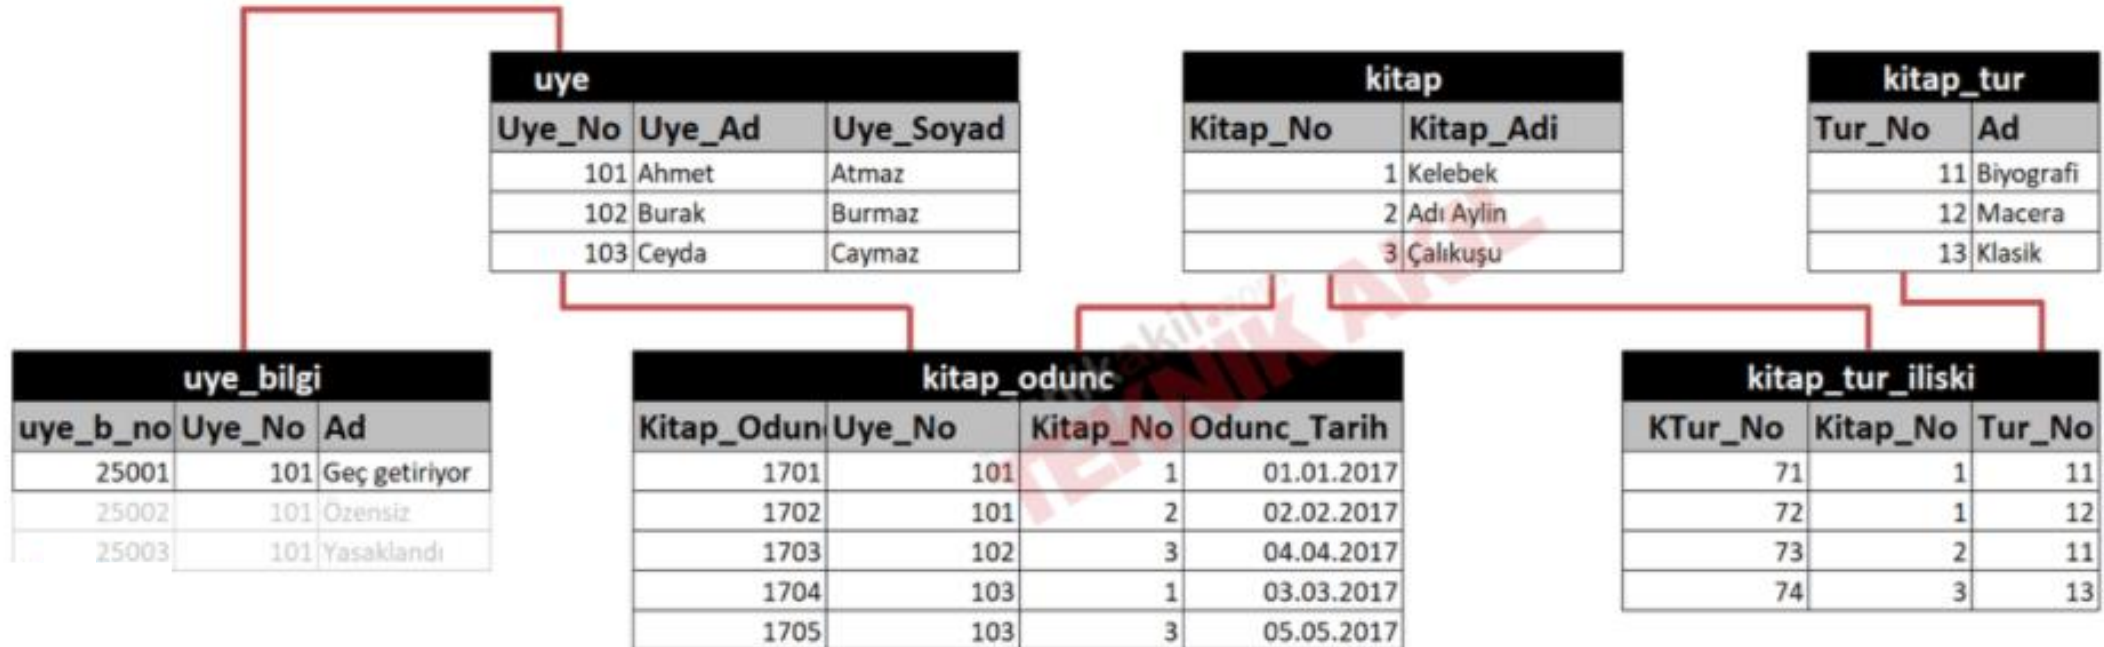 uye
Uye_No Uye_Ad Uye_Soyad
101 Ahmet Atmaz
102 Burak Burmaz
103 Ceyda Caymaz
kitap
Kitap_No Kitap_Adi
1 Kelebek
2 Adı Aylin
3 Çalıkuşu
kitap_tur
Tur_No Ad
11 Biyografi
12 Macera
13 Klasik
uye_bilgi
uye_b_no Uye_No Ad
25001 101 Geç getiriyor
25002 101 Özensiz
25003 101 Yasaklandı
kitap_odunc
Kitap_Odun Uye_No Kitap_No Odunc_Tarih
1701 101 1 01.01.2017
1702 101 2 02.02.2017
1703 102 3 04.04.2017
1704 103 1 03.03.2017
1705 103 3 05.05.2017
kitap_tur_iliski
KTur_No Kitap_No Tur_No
71 1 11
72 1 12
73 2 11
74 3 13
TEKNİK AKIL